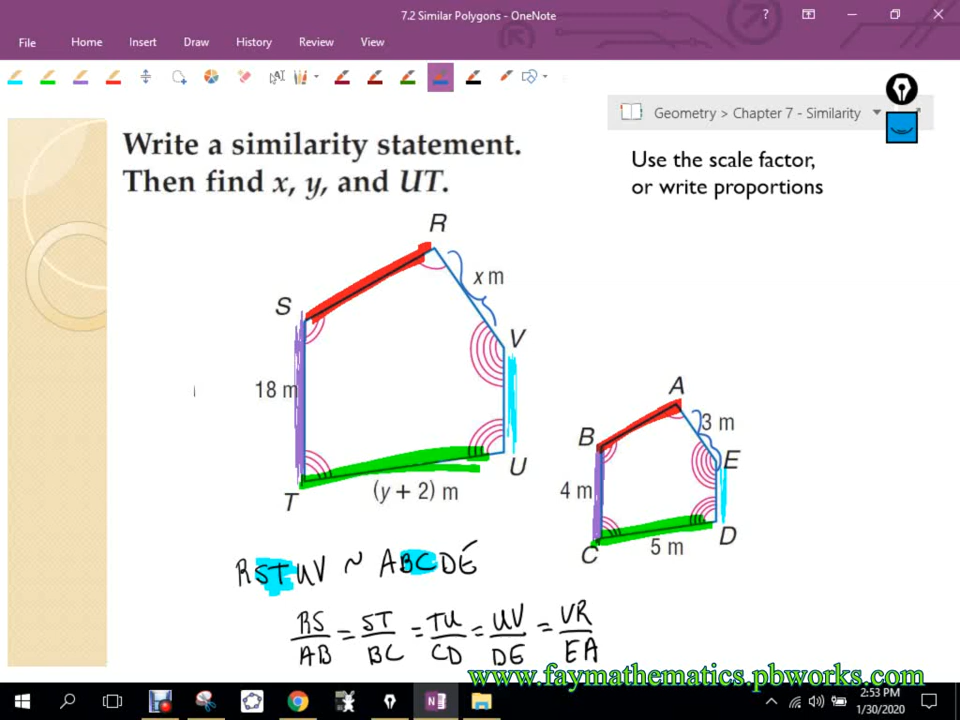 7.2 Similar Polygons - OneNote
?
File Home Insert Draw History Review View
Geometry > Chapter 7 - Similarity
Write a similarity statement.
Then find x, y, and UT.
Use the scale factor,
or write proportions
R
x m
S
V
18 m
A
3 m
B
E
U
4 m
T
(y + 2) m
D
5 m
C
RSTUV ~ ABCDE
RS/AB = ST/BC = TU/CD = UV/DE = VR/EA
www.faymathematics.pbworks.com
2:53 PM
1/30/2020